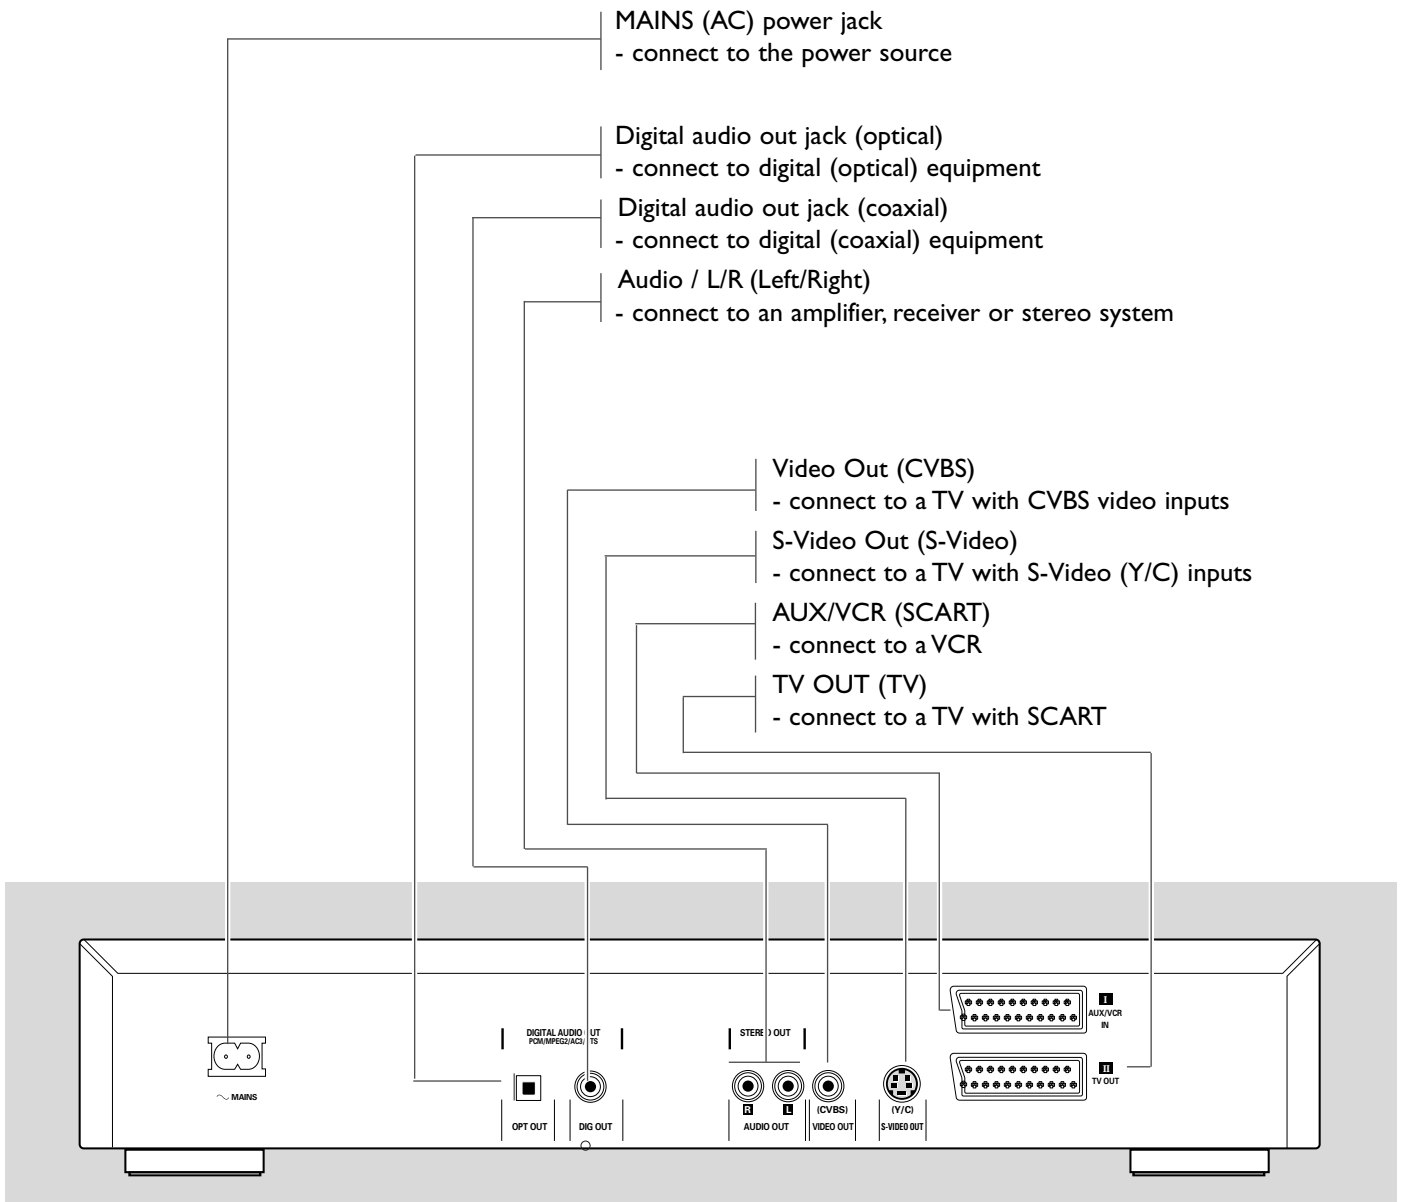 MAINS (AC) power jack
- connect to the power source
Digital audio out jack (optical)
- connect to digital (optical) equipment
Digital audio out jack (coaxial)
- connect to digital (coaxial) equipment
Audio / L/R (Left/Right)
- connect to an amplifier, receiver or stereo system
Video Out (CVBS)
- connect to a TV with CVBS video inputs
S-Video Out (S-Video)
- connect to a TV with S-Video (Y/C) inputs
AUX/VCR (SCART)
- connect to a VCR
TV OUT (TV)
- connect to a TV with SCART
~ MAINS
DIGITAL AUDIO OUT
PCM/MPEG2/AC3/DTS
OPT OUT
DIG OUT
STEREO OUT
R
L
AUDIO OUT
(CVBS)
VIDEO OUT
(Y/C)
S-VIDEO OUT
I
AUX/VCR
IN
II
TV OUT